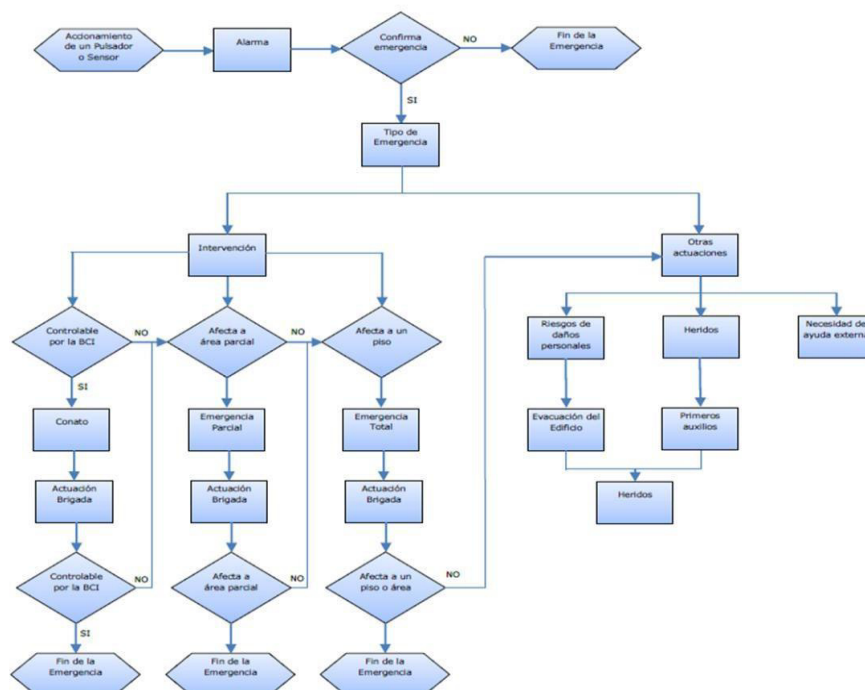 Accionamiento
de un Pulsador
o Sensor
Alarma
Confirma
emergencia
NO
Fin de la
Emergencia
SI
Tipo de
Emergencia
Intervención
Otras
actuaciones
Controlable
por la BCI
NO
Afecta a
área parcial
NO
Afecta a un
piso
Riesgos de
daños
personales
Heridos
Necesidad de
ayuda externa
SI
Conato
Emergencia
Parcial
Emergencia
Total
Evacuación del
Edificio
Primeros
auxilios
Actuación
Brigada
Actuación
Brigada
Actuación
Brigada
Heridos
Controlable
por la BCI
NO
Afecta a
área parcial
NO
Afecta a un
piso o área
NO
SI
Fin de la
Emergencia
Fin de la
Emergencia
Fin de la
Emergencia